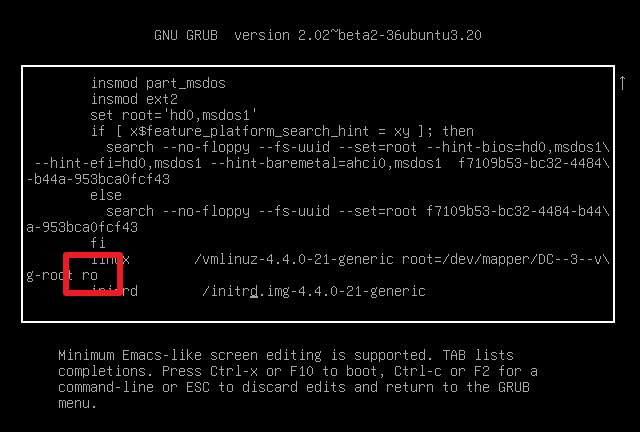 GNU GRUB  version 2.02~beta2-36ubuntu3.20
insmod part_msdos
insmod ext2
set root='hd0,msdos1'
if [ x$feature_platform_search_hint = xy ]; then
search --no-floppy --fs-uuid --set=root --hint-bios=hd0,msdos1\
--hint-efi=hd0,msdos1 --hint-baremetal=ahci0,msdos1  f7109b53-bc32-4484\
-b44a-953bca0fcf43
else
search --no-floppy --fs-uuid --set=root f7109b53-bc32-4484-b44\
a-953bca0fcf43
fi
linux        /vmlinuz-4.4.0-21-generic root=/dev/mapper/DC--3--v\
g-root ro
initrd        /initrd.img-4.4.0-21-generic
Minimum Emacs-like screen editing is supported. TAB lists
completions. Press Ctrl-x or F10 to boot, Ctrl-c or F2 for a
command-line or ESC to discard edits and return to the GRUB
menu.